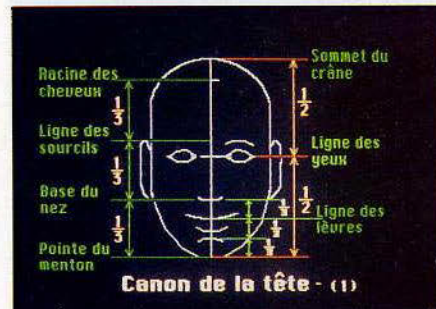 Sommet du
crâne
Racine des
cheveux
1/3
1/2
Ligne des
sourcils
Ligne des
yeux
1/3
Base du
nez
1/2
1/3
Ligne des
lèvres
1/3
1/3
Pointe du
menton
1/3
Canon de la tête - (1)